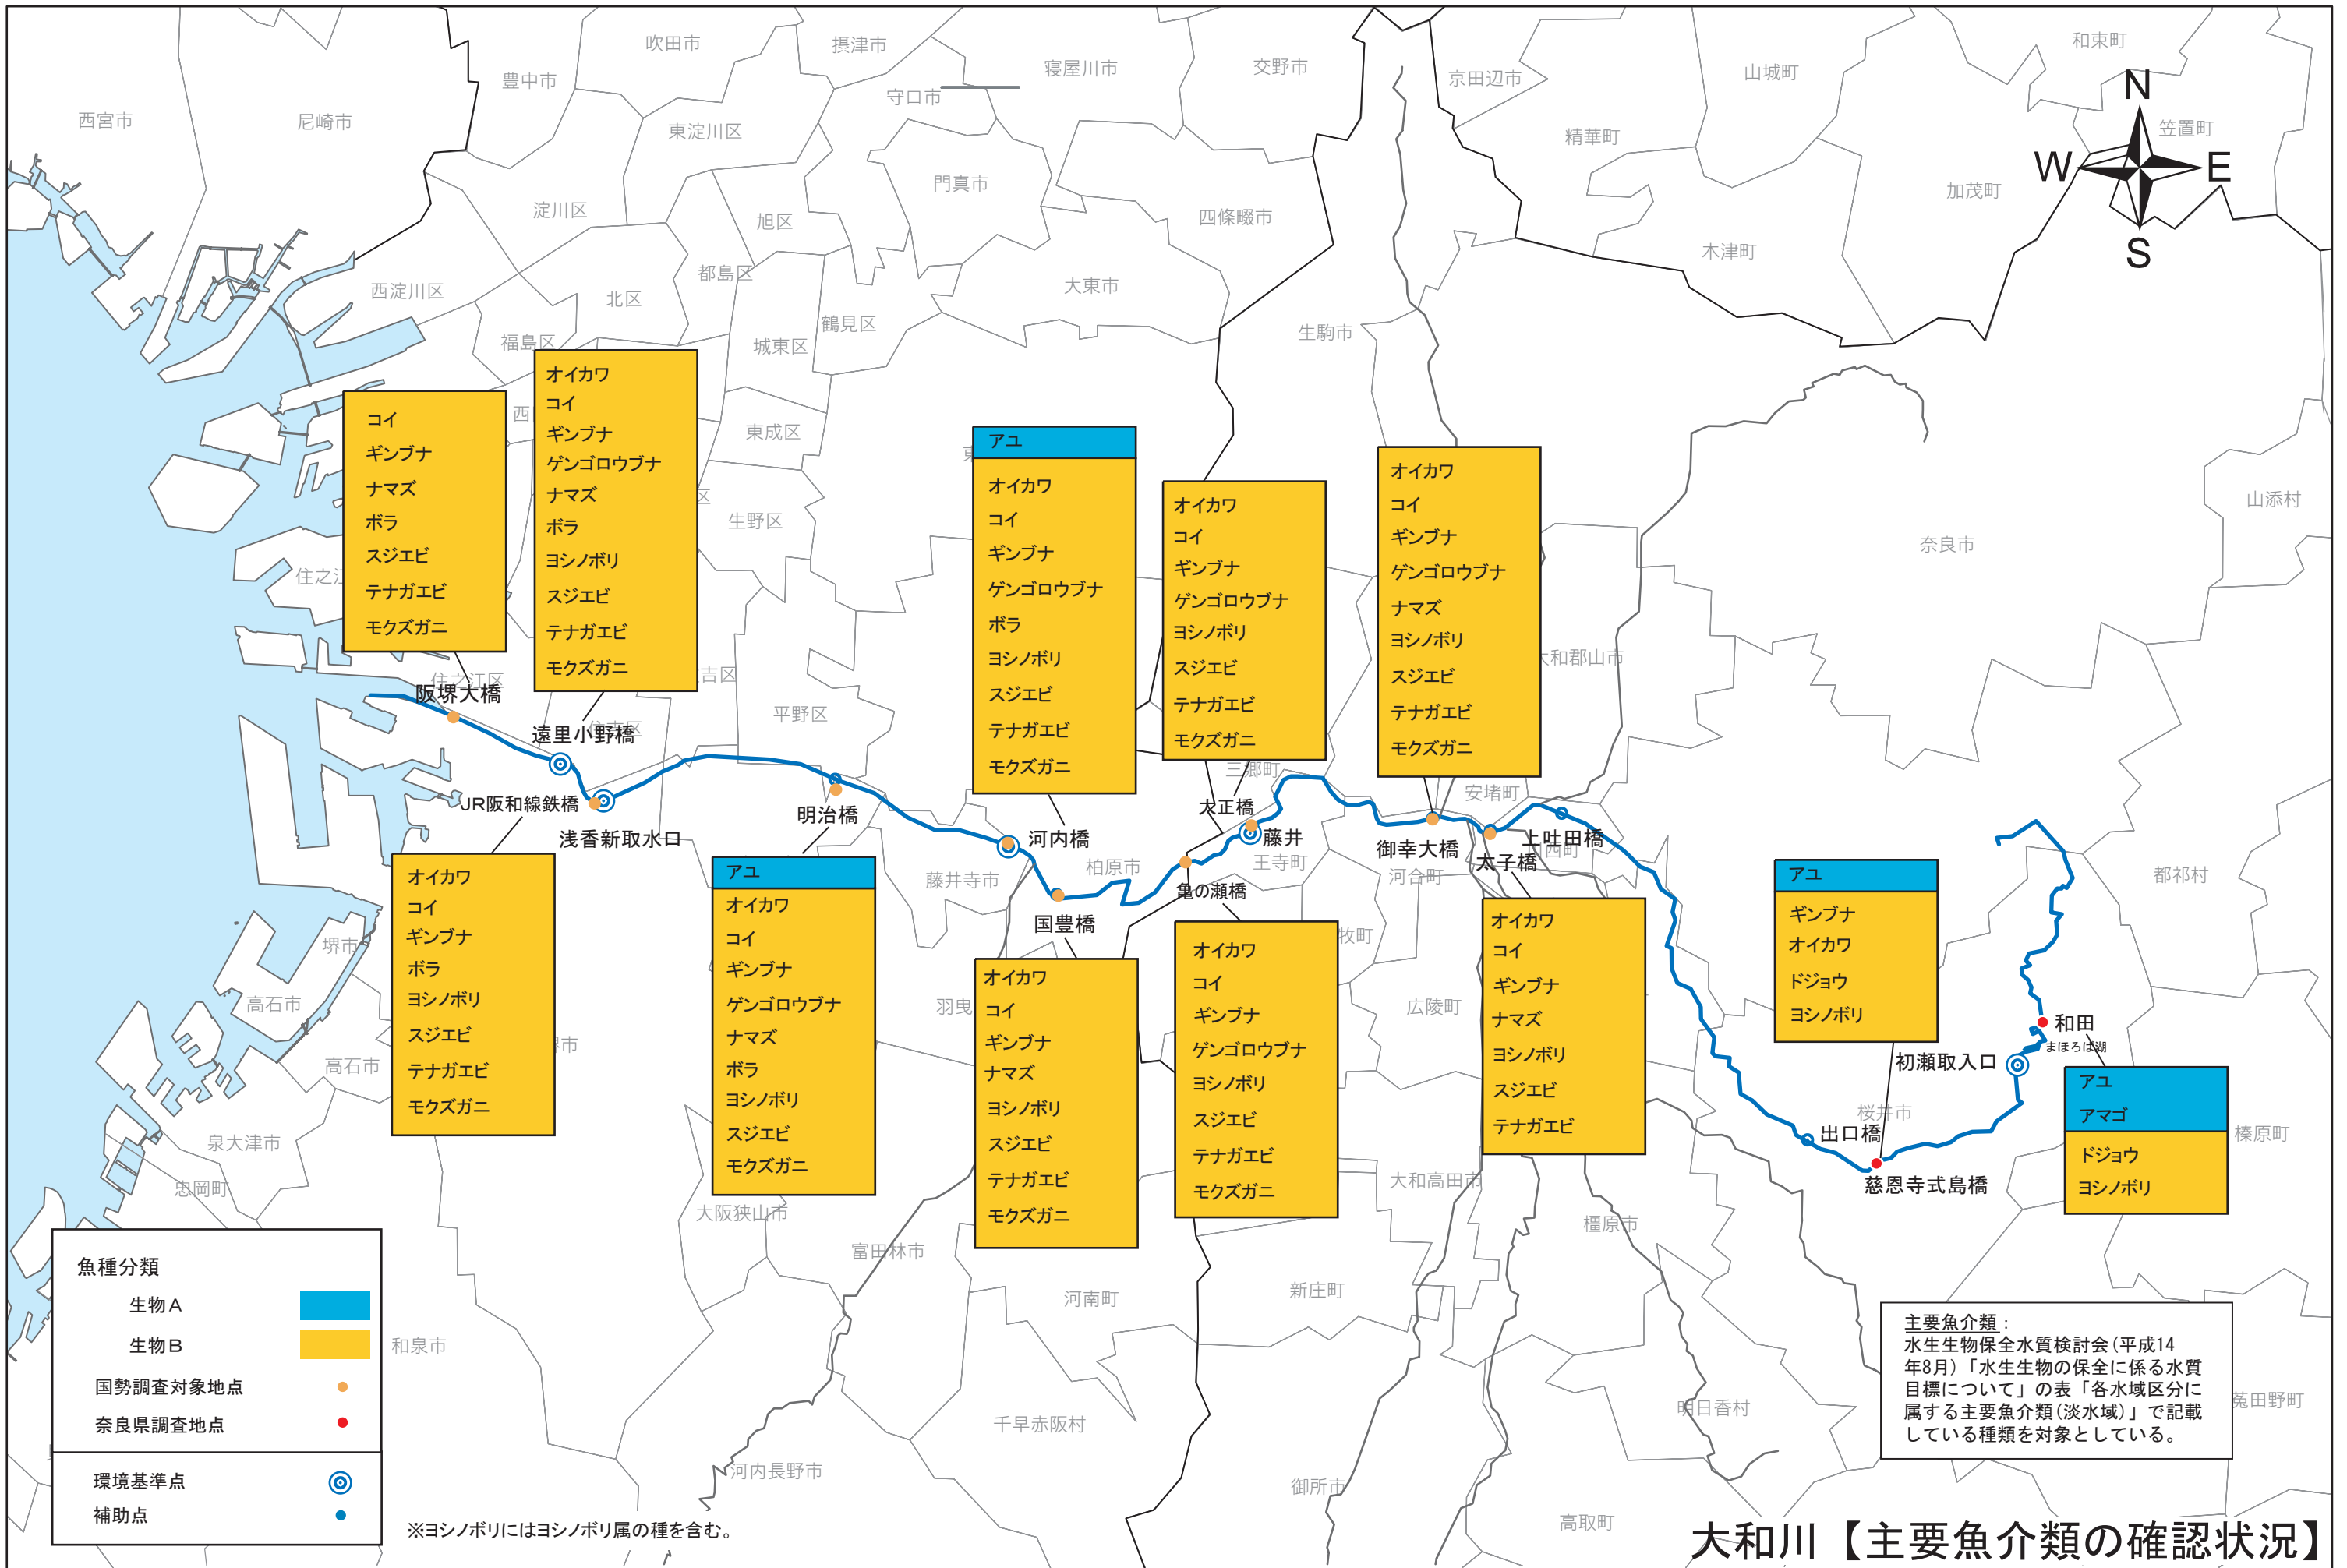 西宮市
尼崎市
豊中市
吹田市
摂津市
守口市
寝屋川市
交野市
京田辺市
山城町
和束町
笠置町
精華町
加茂町
木津町
N
W
E
S
東淀川区
淀川区
旭区
門真市
四條畷市
西淀川区
北区
都島区
鶴見区
大東市
生駒市
福島区
城東区
西
東成区
区
生野区
山添村
奈良市
住之江
住之江区
住吉区
吉区
平野区
三郷町
安堵町
大和郡山市
柏原市
王寺町
河合町
川西町
藤井寺市
都祁村
堺市
高石市
高石市
堺市
羽曳
牧町
広陵町
桜井市
榛原町
泉大津市
忠岡町
大阪狭山市
富田林市
大和高田市
橿原市
和泉市
河南町
新庄町
千早赤阪村
明日香村
菟田野町
河内長野市
御所市
高取町
コイ
ギンブナ
ナマズ
ボラ
スジエビ
テナガエビ
モクズガニ
阪堺大橋
オイカワ
コイ
ギンブナ
ゲンゴロウブナ
ナマズ
ボラ
ヨシノボリ
スジエビ
テナガエビ
モクズガニ
遠里小野橋
JR阪和線鉄橋
浅香新取水口
オイカワ
コイ
ギンブナ
ボラ
ヨシノボリ
スジエビ
テナガエビ
モクズガニ
明治橋
アユ
オイカワ
コイ
ギンブナ
ゲンゴロウブナ
ナマズ
ボラ
ヨシノボリ
スジエビ
モクズガニ
アユ
オイカワ
コイ
ギンブナ
ゲンゴロウブナ
ボラ
ヨシノボリ
スジエビ
テナガエビ
モクズガニ
河内橋
国豊橋
オイカワ
コイ
ギンブナ
ナマズ
ヨシノボリ
スジエビ
テナガエビ
モクズガニ
オイカワ
コイ
ギンブナ
ゲンゴロウブナ
ヨシノボリ
スジエビ
テナガエビ
モクズガニ
大正橋
藤井
亀の瀬橋
オイカワ
コイ
ギンブナ
ゲンゴロウブナ
ヨシノボリ
スジエビ
テナガエビ
モクズガニ
オイカワ
コイ
ギンブナ
ゲンゴロウブナ
ナマズ
ヨシノボリ
スジエビ
テナガエビ
モクズガニ
御幸大橋
太子橋
上吐田橋
オイカワ
コイ
ギンブナ
ナマズ
ヨシノボリ
スジエビ
テナガエビ
アユ
ギンブナ
オイカワ
ドジョウ
ヨシノボリ
和田
まほろば湖
初瀬取入口
出口橋
慈恩寺式島橋
アユ
アマゴ
ドジョウ
ヨシノボリ
魚種分類
生物A
生物B
国勢調査対象地点
奈良県調査地点
環境基準点
補助点
※ヨシノボリにはヨシノボリ属の種を含む。
主要魚介類：
水生生物保全水質検討会(平成14
年8月)「水生生物の保全に係る水質
目標について」の表「各水域区分に
属する主要魚介類(淡水域)」で記載
している種類を対象としている。
大和川【主要魚介類の確認状況】